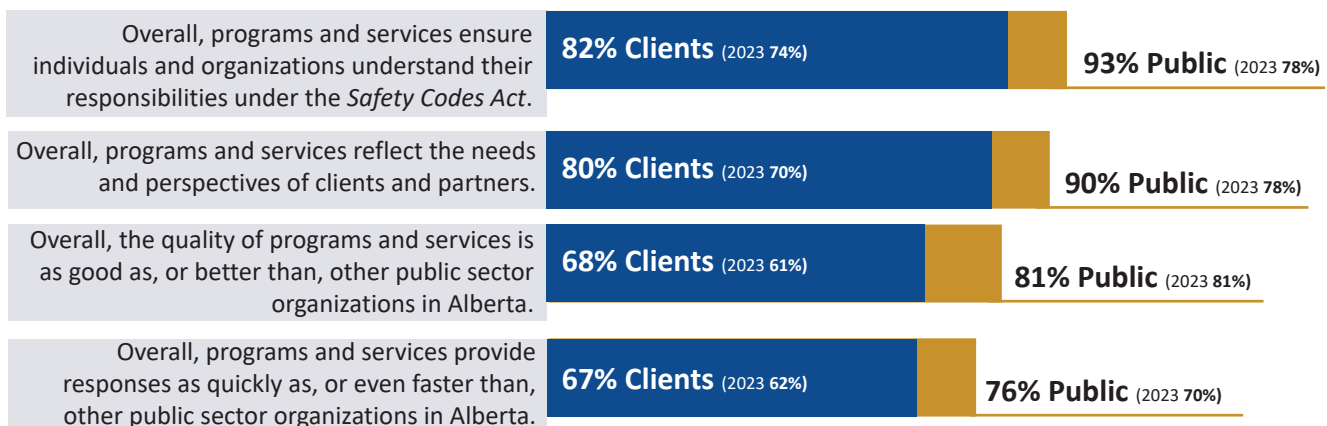 Overall, programs and services ensure
individuals and organizations understand their
responsibilities under the Safety Codes Act.
82% Clients (2023 74%)
93% Public (2023 78%)
Overall, programs and services reflect the needs
and perspectives of clients and partners.
80% Clients (2023 70%)
90% Public (2023 78%)
Overall, the quality of programs and services is
as good as, or better than, other public sector
organizations in Alberta.
68% Clients (2023 61%)
81% Public (2023 81%)
Overall, programs and services provide
responses as quickly as, or even faster than,
other public sector organizations in Alberta.
67% Clients (2023 62%)
76% Public (2023 70%)